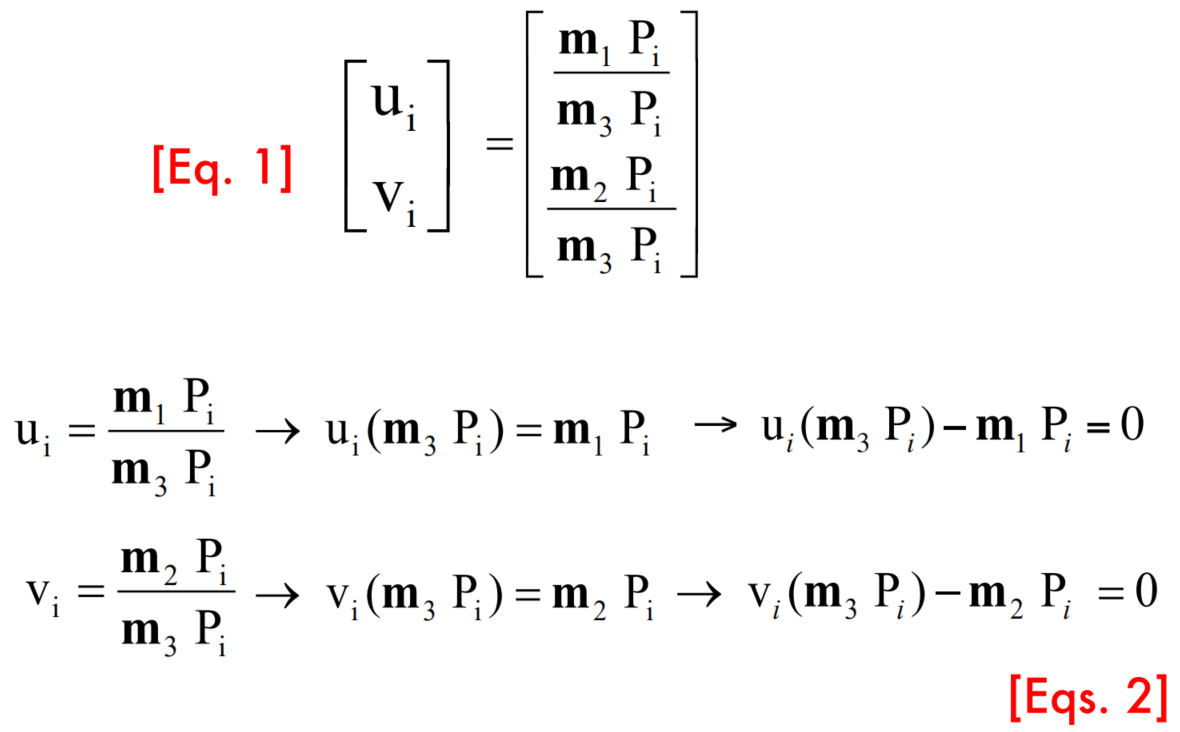 [Eq. 1] [u_i v_i] = [m_1 P_i / m_3 P_i  m_2 P_i / m_3 P_i]
u_i = m_1 P_i / m_3 P_i → u_i(m_3 P_i) = m_1 P_i → u_i(m_3 P_i) − m_1 P_i = 0
v_i = m_2 P_i / m_3 P_i → v_i(m_3 P_i) = m_2 P_i → v_i(m_3 P_i) − m_2 P_i = 0
[Eqs. 2]